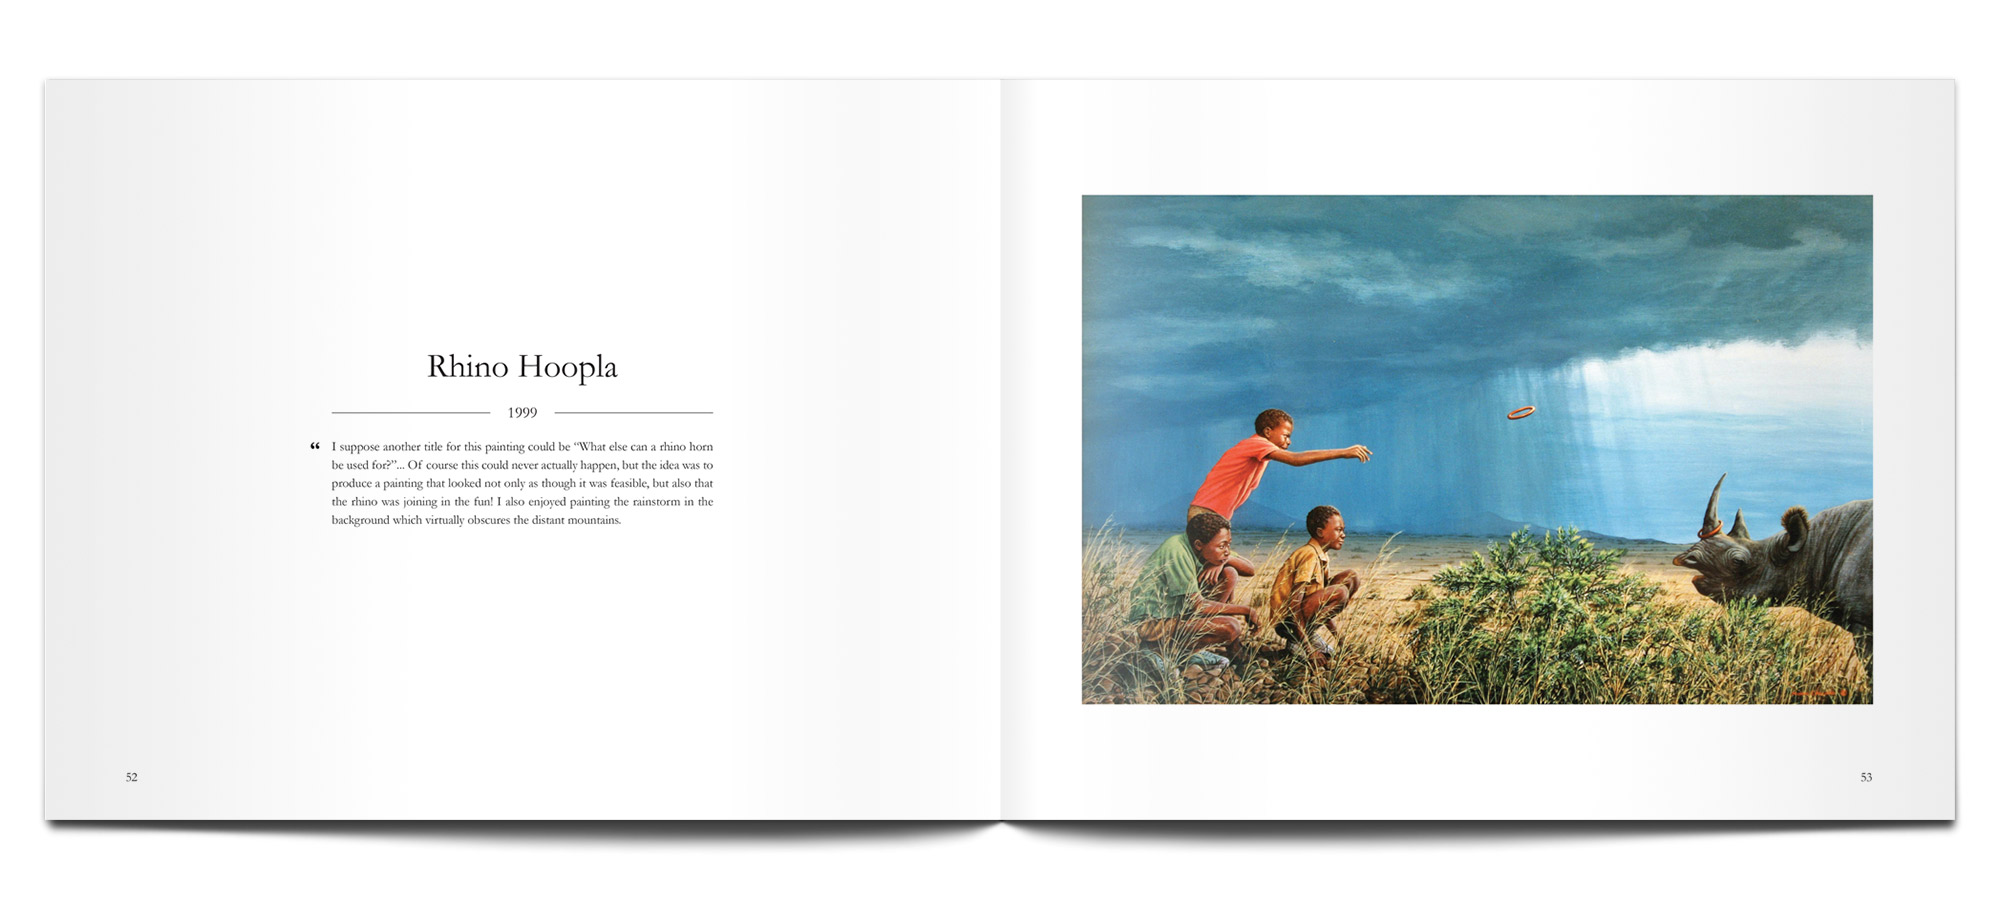 Rhino Hoopla
1999
“ I suppose another title for this painting could be “What else can a rhino horn
be used for?”... Of course this could never actually happen, but the idea was to
produce a painting that looked not only as though it was feasible, but also that
the rhino was joining in the fun! I also enjoyed painting the rainstorm in the
background which virtually obscures the distant mountains.
52
53